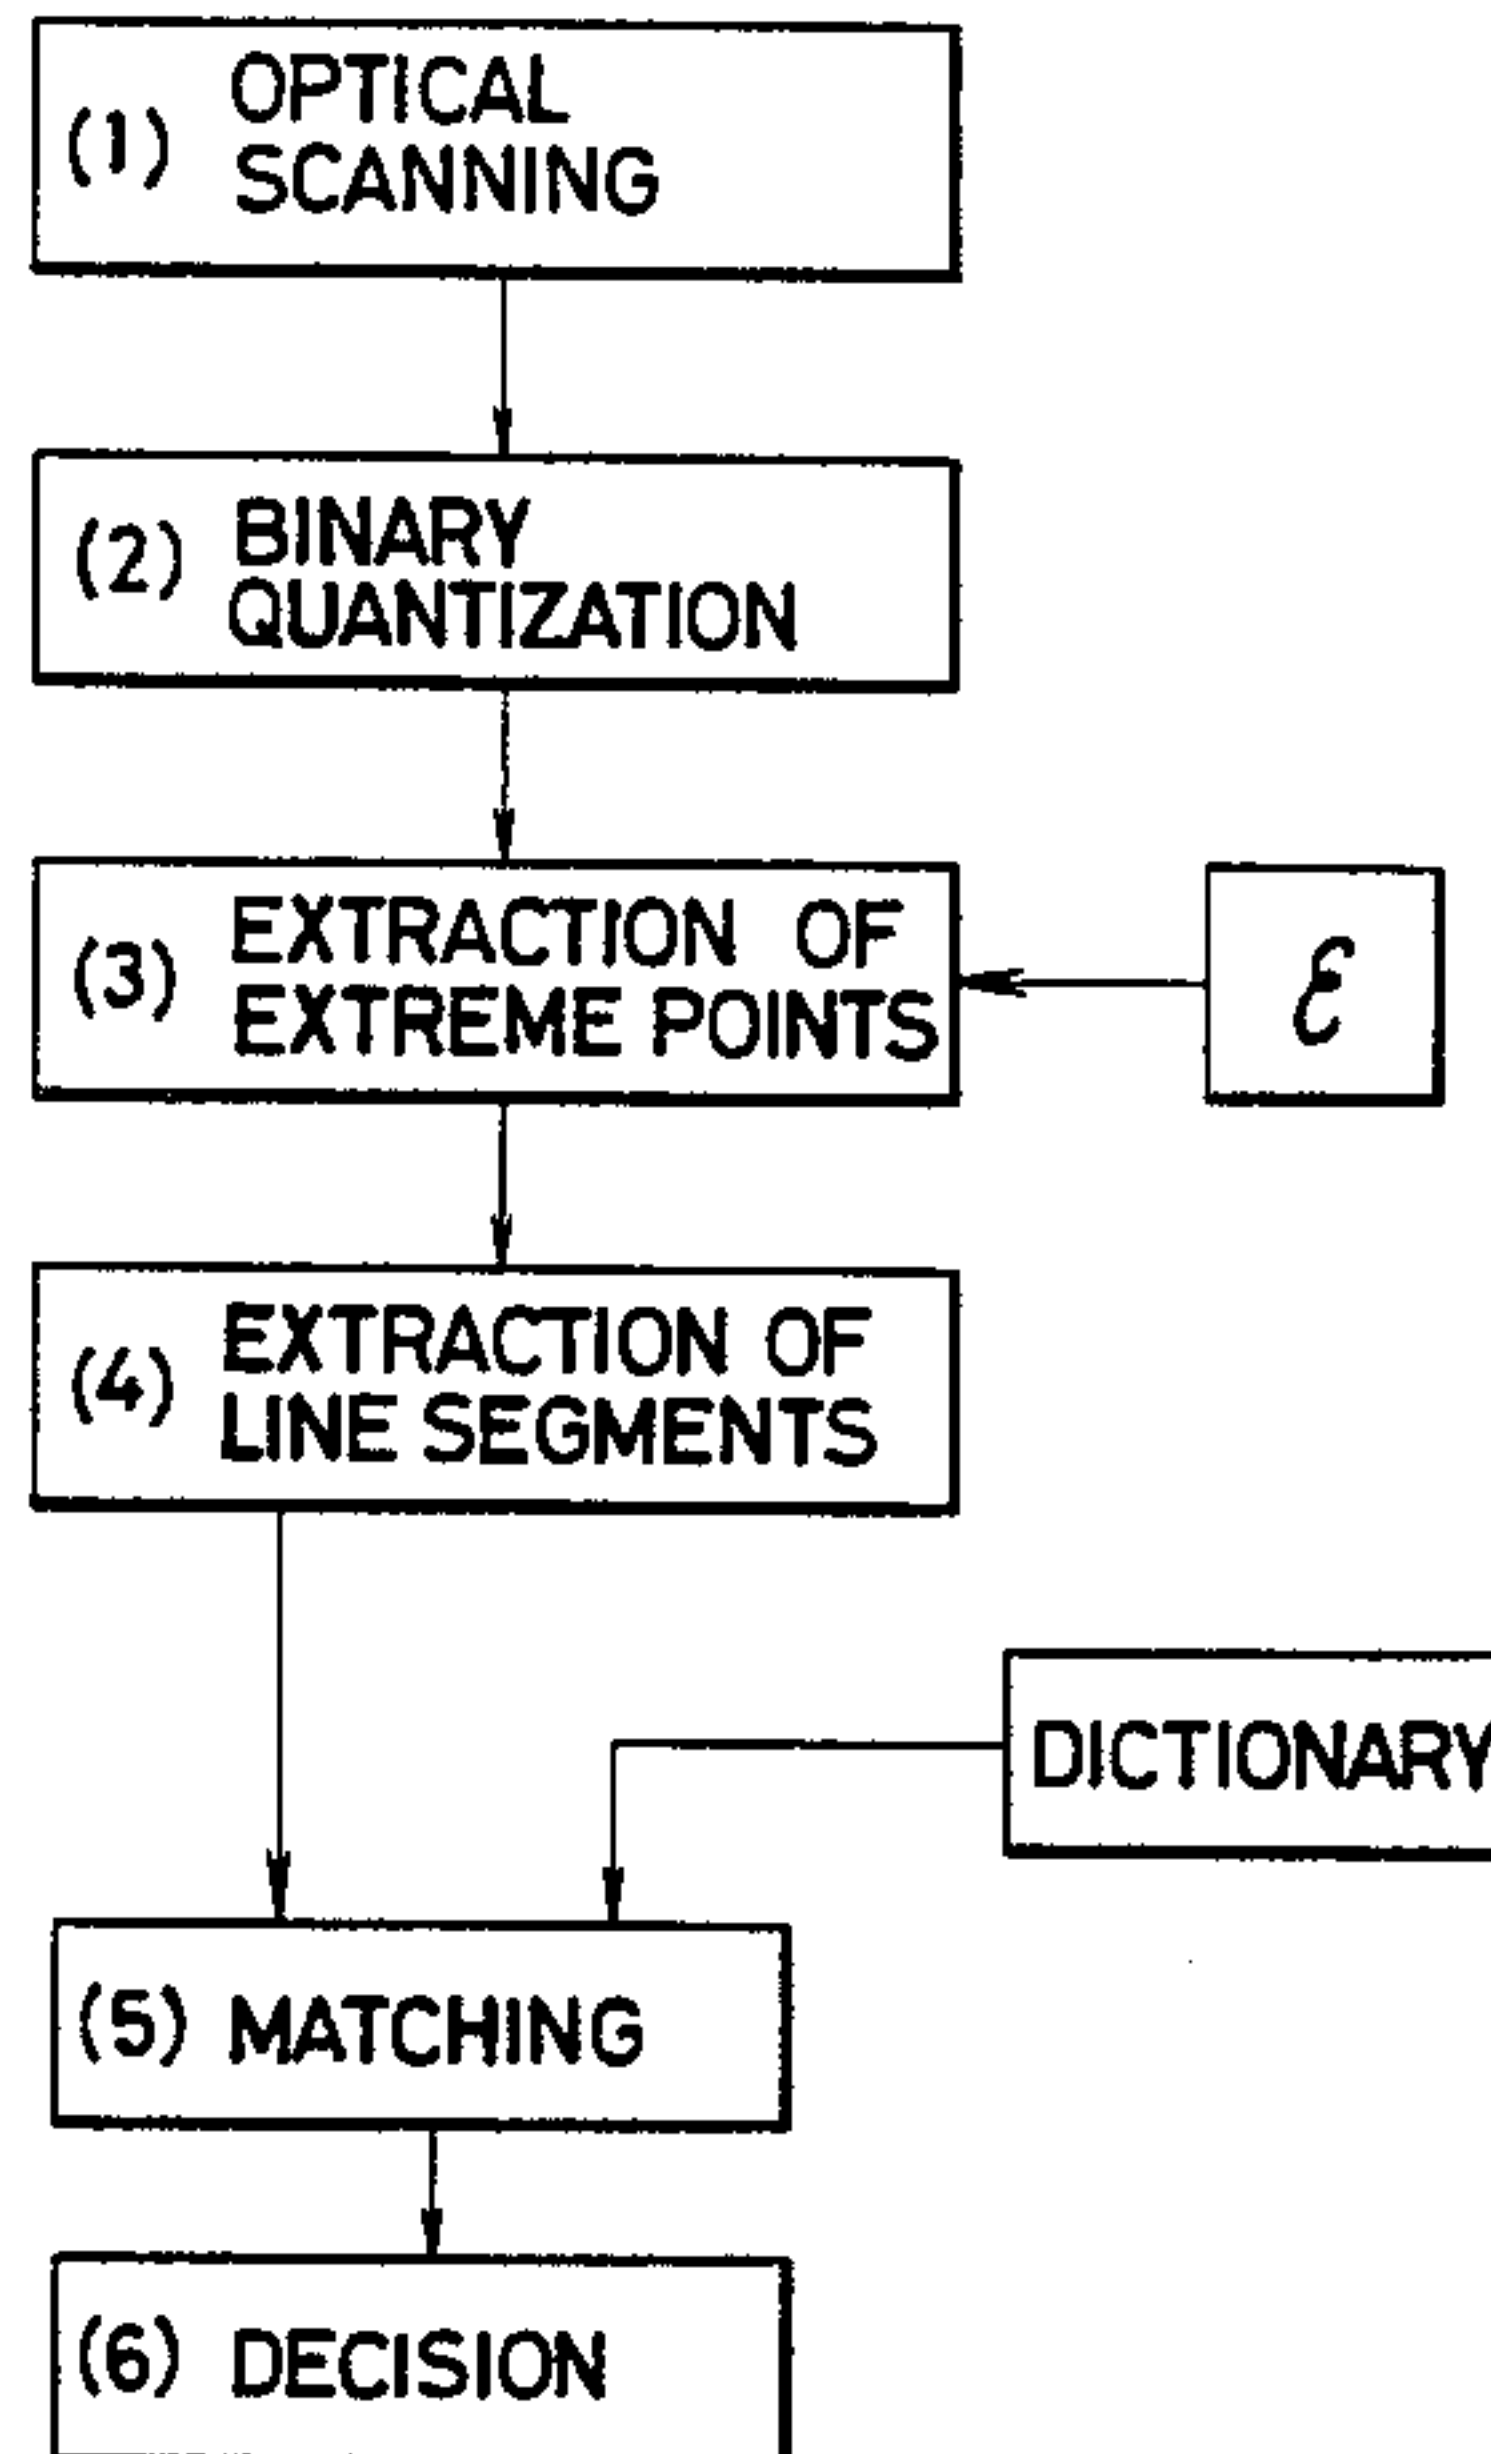 (1) OPTICAL
SCANNING
(2) BINARY
QUANTIZATION
(3) EXTRACTION OF
EXTREME POINTS
ℰ
(4) EXTRACTION OF
LINE SEGMENTS
DICTIONARY
(5) MATCHING
(6) DECISION